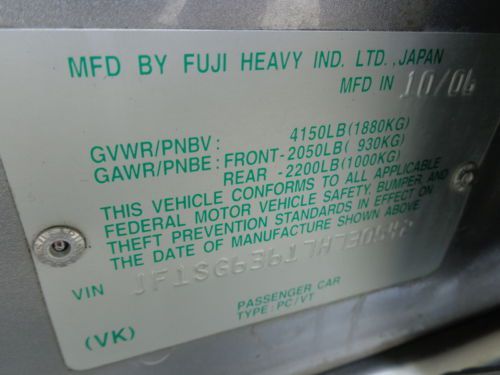 MFD BY FUJI HEAVY IND. LTD., JAPAN
MFD IN 10/06
GVWR/PNBV: 4150LB(1880KG)
GAWR/PNBE: FRONT-2050LB( 930KG)
REAR -2200LB(1000KG)
THIS VEHICLE CONFORMS TO ALL APPLICABLE
FEDERAL MOTOR VEHICLE SAFETY, BUMPER, AND
THEFT PREVENTION STANDARDS IN EFFECT ON
THE DATE OF MANUFACTURE SHOWN ABOVE.
VIN
PASSENGER CAR
TYPE: PC/VT
(VK)